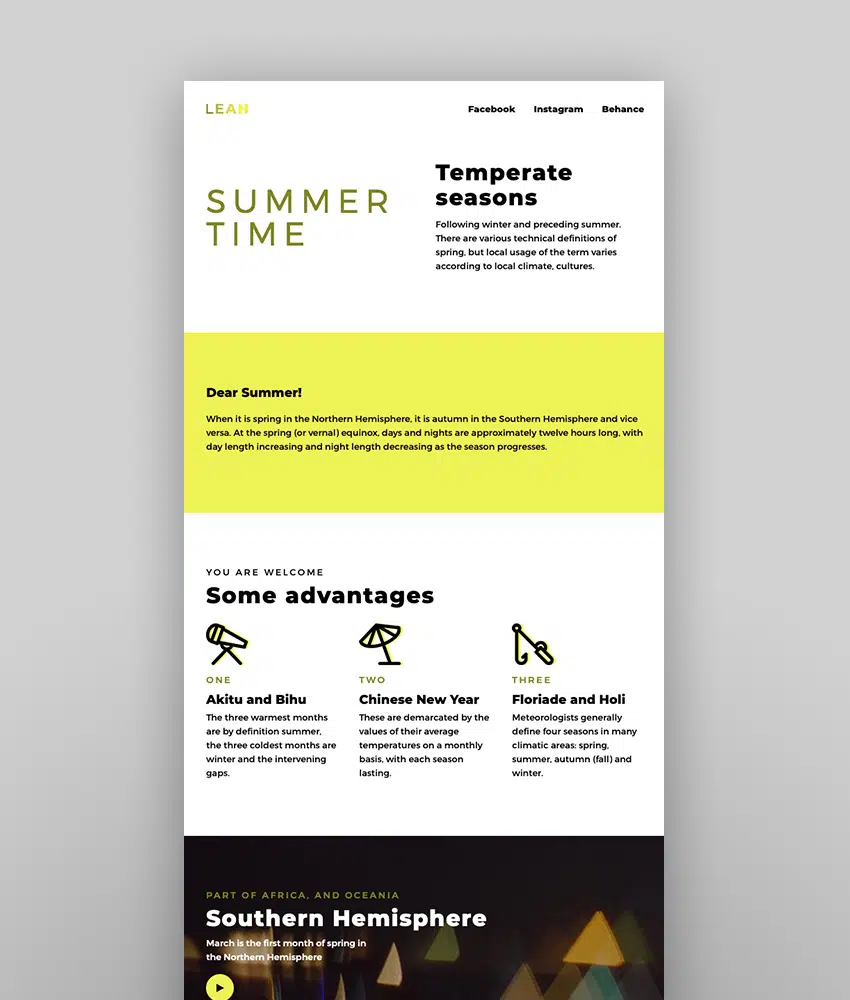 LEAH
Facebook Instagram Behance
SUMMER
TIME
Temperate
seasons
Following winter and preceding summer.
There are various technical definitions of
spring, but local usage of the term varies
according to local climate, cultures.
Dear Summer!
When it is spring in the Northern Hemisphere, it is autumn in the Southern Hemisphere and vice
versa. At the spring (or vernal) equinox, days and nights are approximately twelve hours long, with
day length increasing and night length decreasing as the season progresses.
YOU ARE WELCOME
Some advantages
ONE
Akitu and Bihu
The three warmest months
are by definition summer,
the three coldest months are
winter and the intervening
gaps.
TWO
Chinese New Year
These are demarcated by the
values of their average
temperatures on a monthly
basis, with each season
lasting.
THREE
Floriade and Holi
Meteorologists generally
define four seasons in many
climatic areas: spring,
summer, autumn (fall) and
winter.
PART OF AFRICA, AND OCEANIA
Southern Hemisphere
March is the first month of spring in
the Northern Hemisphere